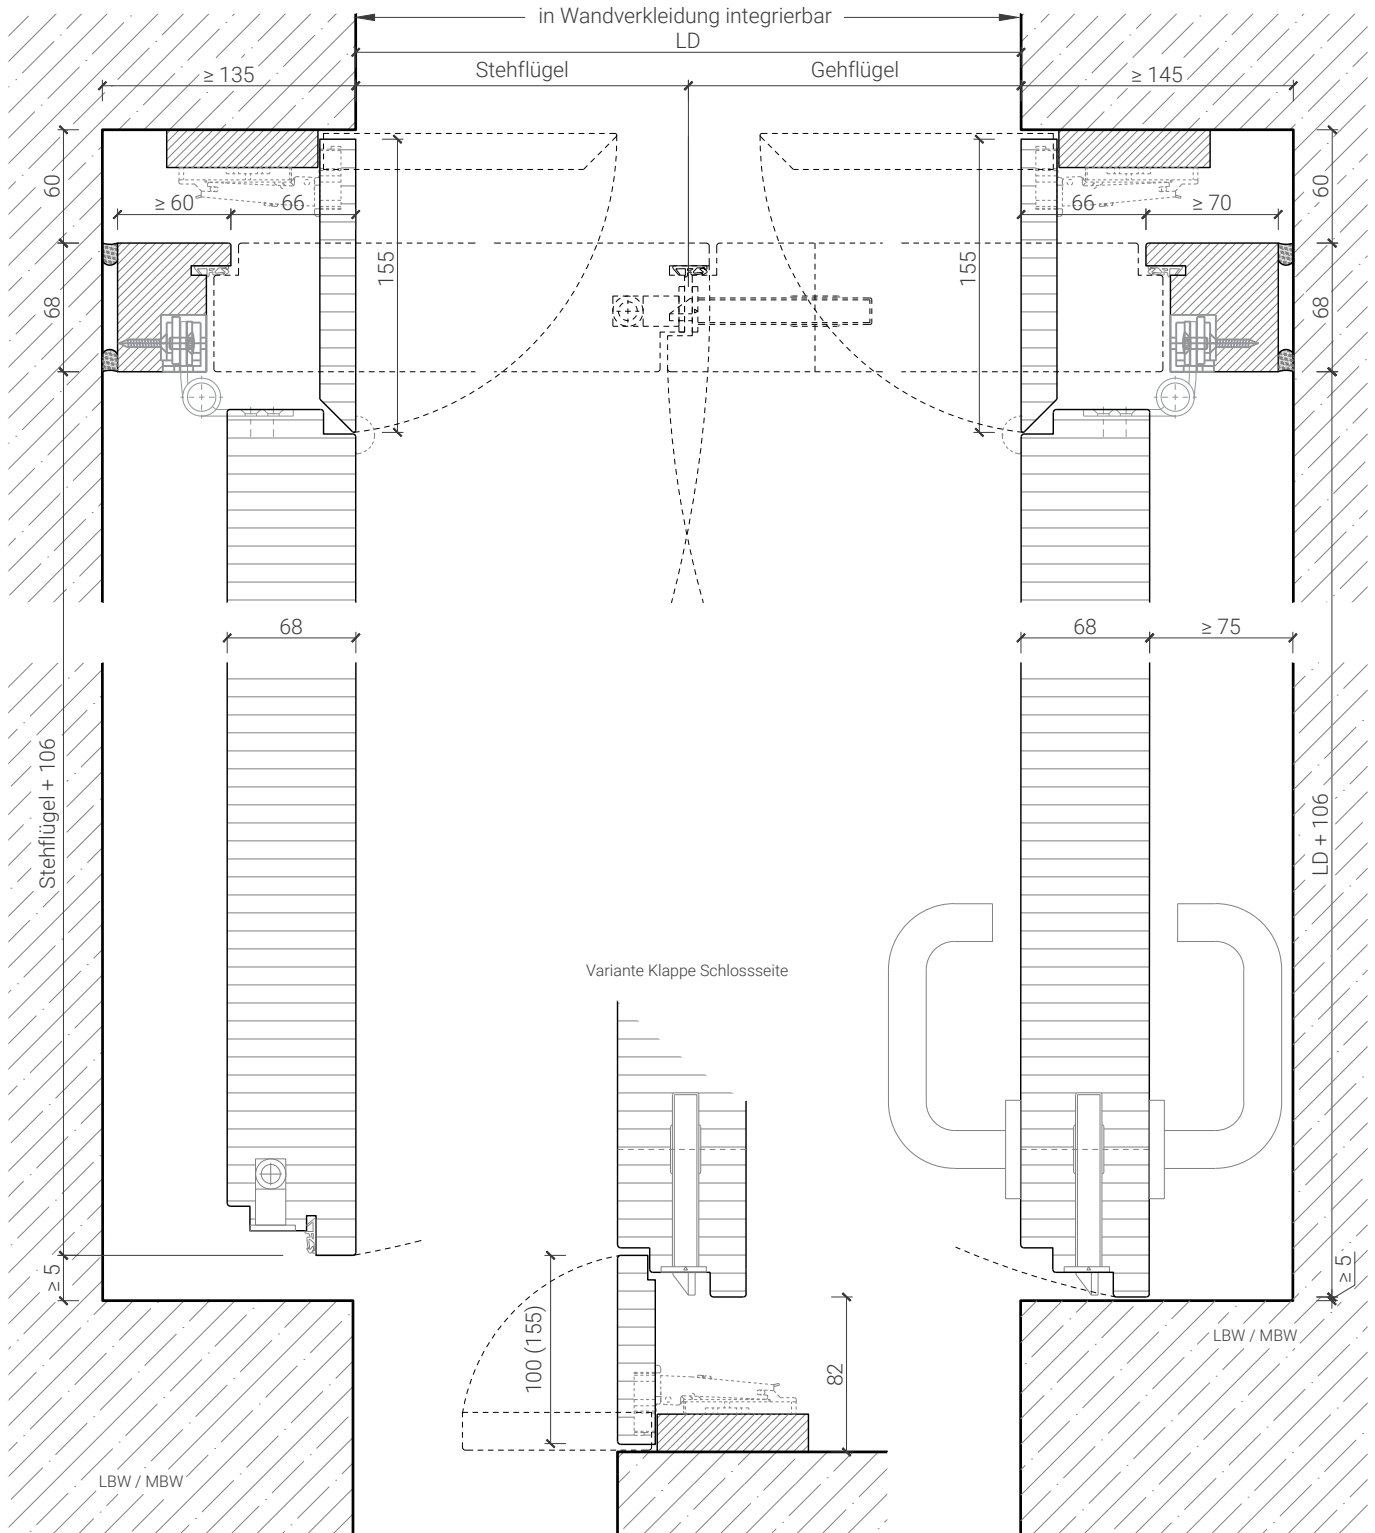 in Wandverkleidung integrierbar
LD
Stehflügel
Gehflügel
≥ 135
≥ 145
60
60
≥ 60
66
66
≥ 70
155
155
68
68
68
68
≥ 75
Stehflügel + 106
LD + 106
Variante Klappe Schlossseite
≥ 5
≥ 5
100 (155)
82
LBW / MBW
LBW / MBW